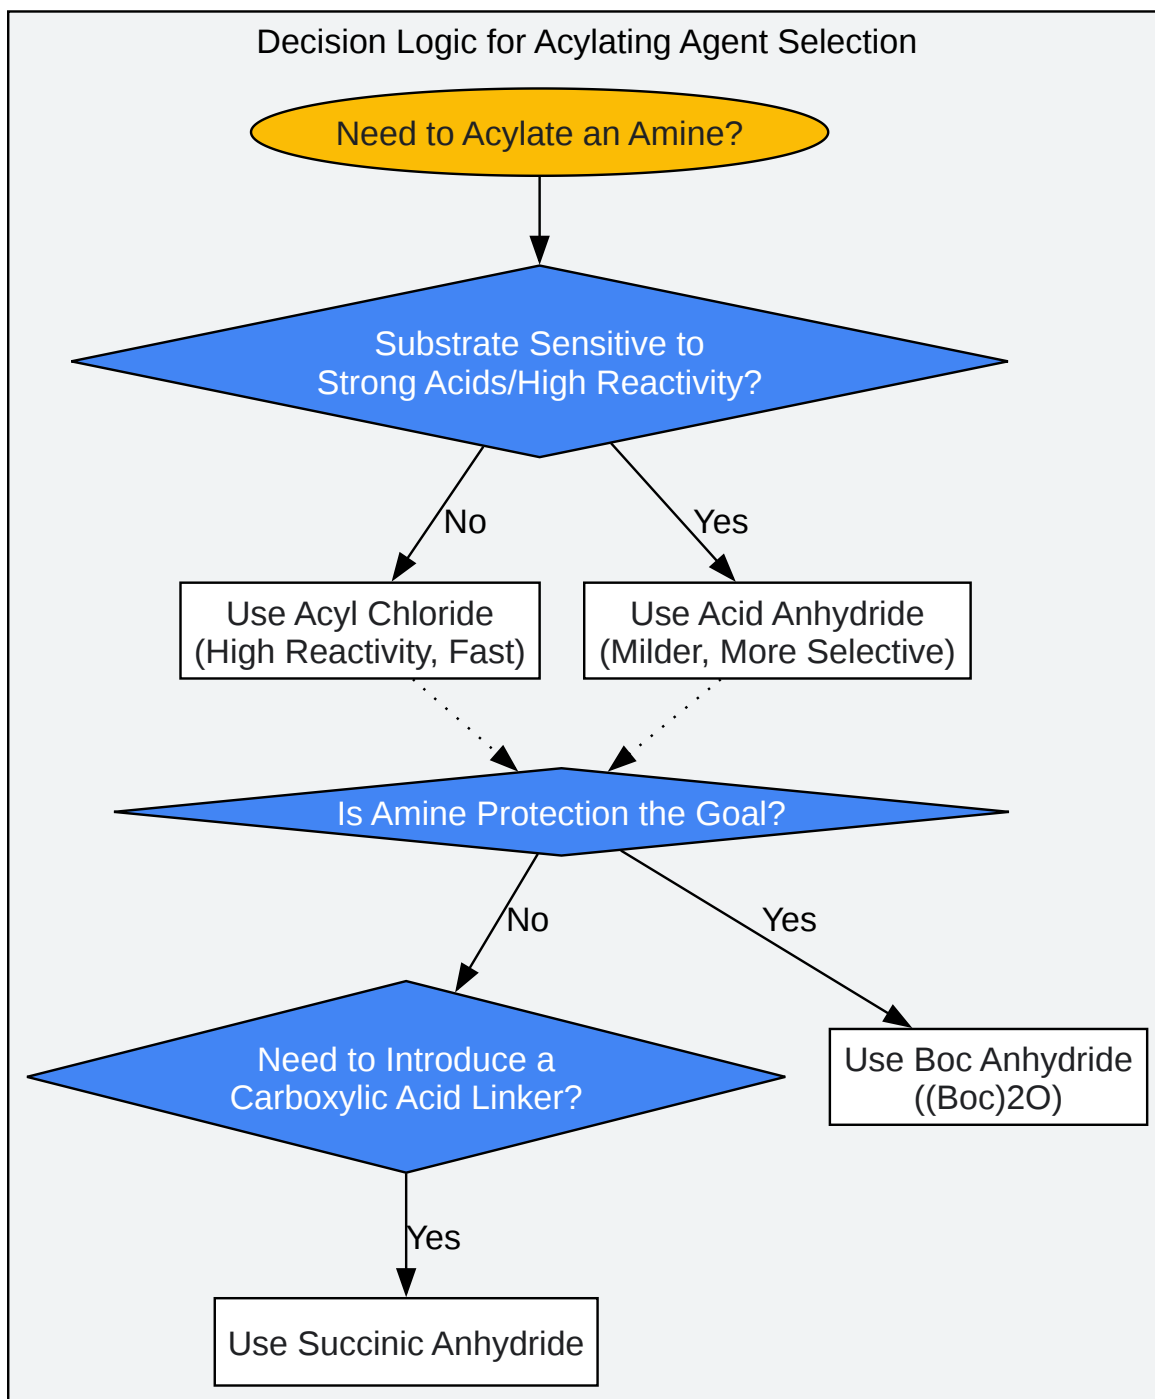 Decision Logic for Acylating Agent Selection
Need to Acylate an Amine?
Substrate Sensitive to
Strong Acids/High Reactivity?
No
Yes
Use Acyl Chloride
(High Reactivity, Fast)
Use Acid Anhydride
(Milder, More Selective)
Is Amine Protection the Goal?
No
Yes
Need to Introduce a
Carboxylic Acid Linker?
Use Boc Anhydride
((Boc)2O)
Yes
Use Succinic Anhydride